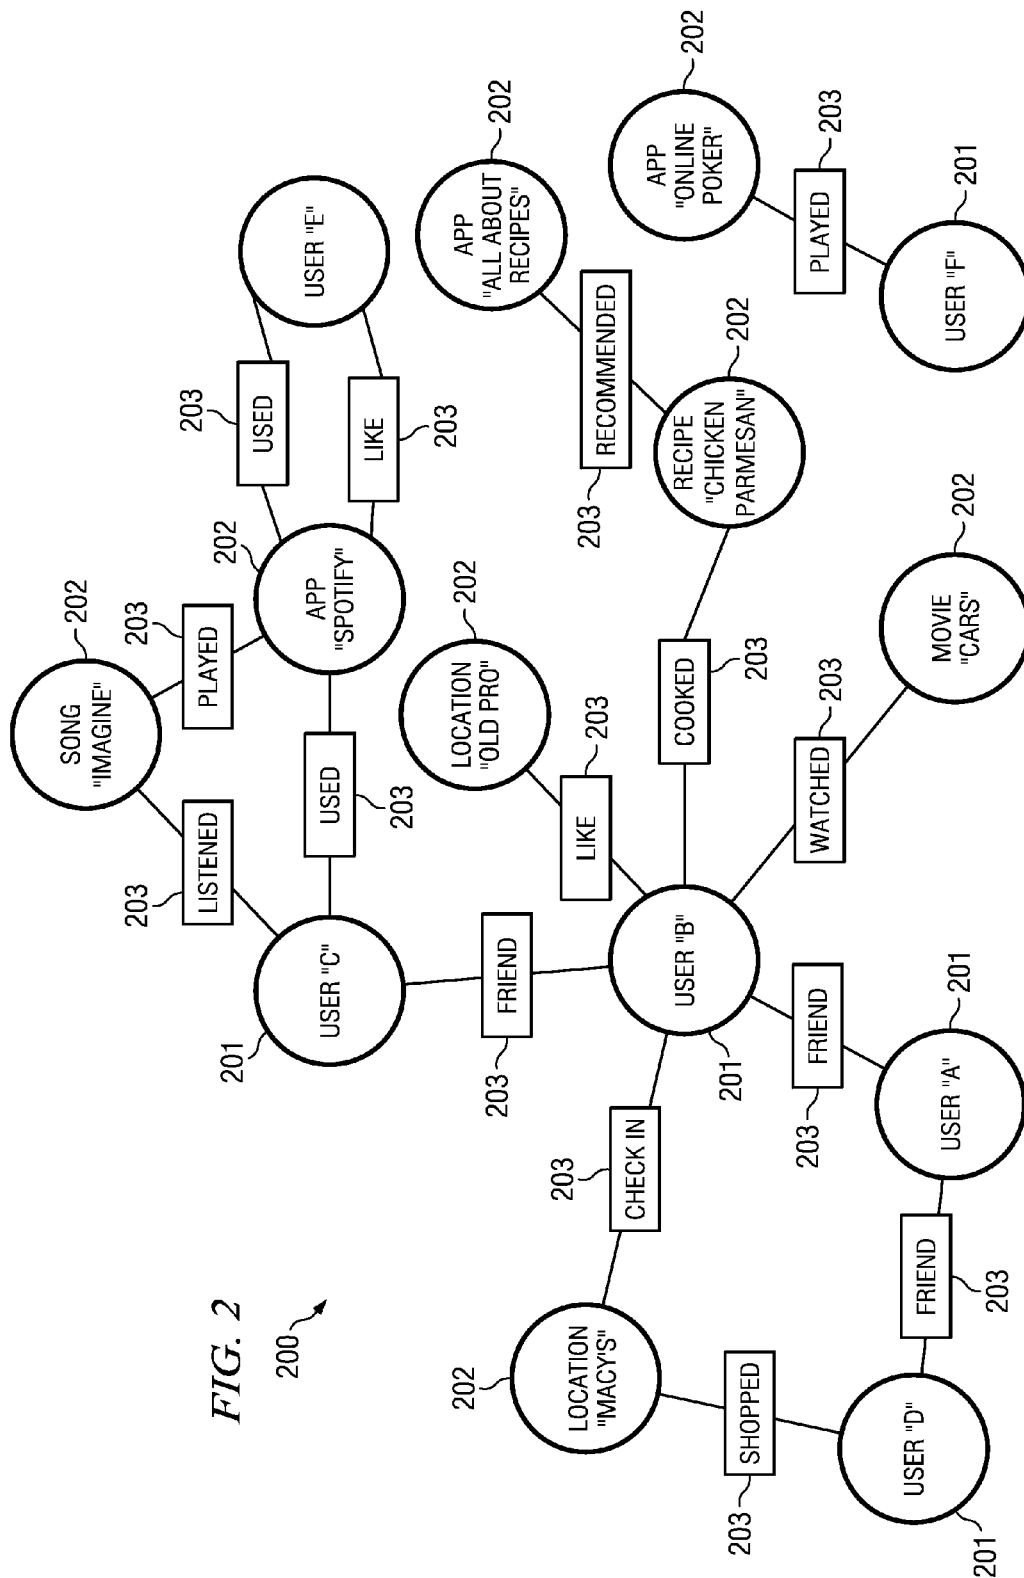 SONG
"IMAGINE"
202
203
LISTENED
203
PLAYED
203
USED
FIG. 2
200
201
USER "C"
USED
203
202
APP
"SPOTIFY"
USER "E"
LIKE
203
202
LOCATION
"OLD PRO"
202
APP
"ALL ABOUT
RECIPES"
203
FRIEND
LIKE
203
203
RECOMMENDED
202
LOCATION
"MACY'S"
203
CHECK IN
USER "B"
201
COOKED
203
RECIPE
"CHICKEN
PARMESAN"
202
APP
"ONLINE
POKER"
202
203
SHOPPED
203
FRIEND
WATCHED
203
PLAYED
203
USER "D"
201
FRIEND
203
USER "A"
201
MOVIE
"CARS"
202
USER "F"
201